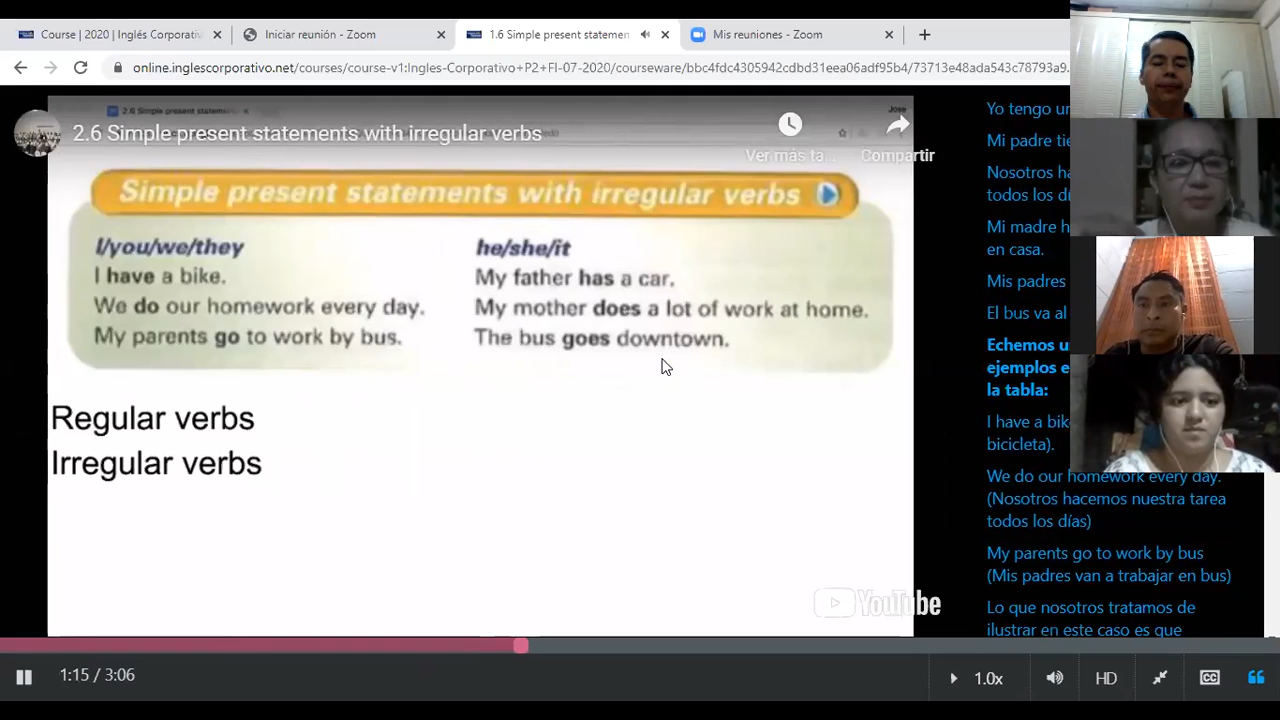 Course | 2020 | Inglés Corporati
Iniciar reunión - Zoom
1.6 Simple present statemen
Mis reuniones - Zoom
online.inglescorporativo.net/courses/course-v1:Ingles-Corporativo+P2+FI-07-2020/courseware/bbc4fdc4305942cdbd31eea06adf95b4/73713e48ada543c78793a9.
2.6 Simple present statements with irregular verbs
Ver más ta...
Compartir
Simple present statements with irregular verbs
I/you/we/they
I have a bike.
We do our homework every day.
My parents go to work by bus.
he/she/it
My father has a car.
My mother does a lot of work at home.
The bus goes downtown.
Regular verbs
Irregular verbs
YouTube
Yo tengo un
Mi padre tie
Nosotros ha
todos los d
Mi madre h
en casa.
Mis padres
El bus va al
Echemos u
ejemplos e
la tabla:
I have a bik
bicicleta).
We do our homework every day.
(Nosotros hacemos nuestra tarea
todos los días)
My parents go to work by bus
(Mis padres van a trabajar en bus)
Lo que nosotros tratamos de
ilustrar en este caso es que
1:15 / 3:06
1.0x
HD
CC